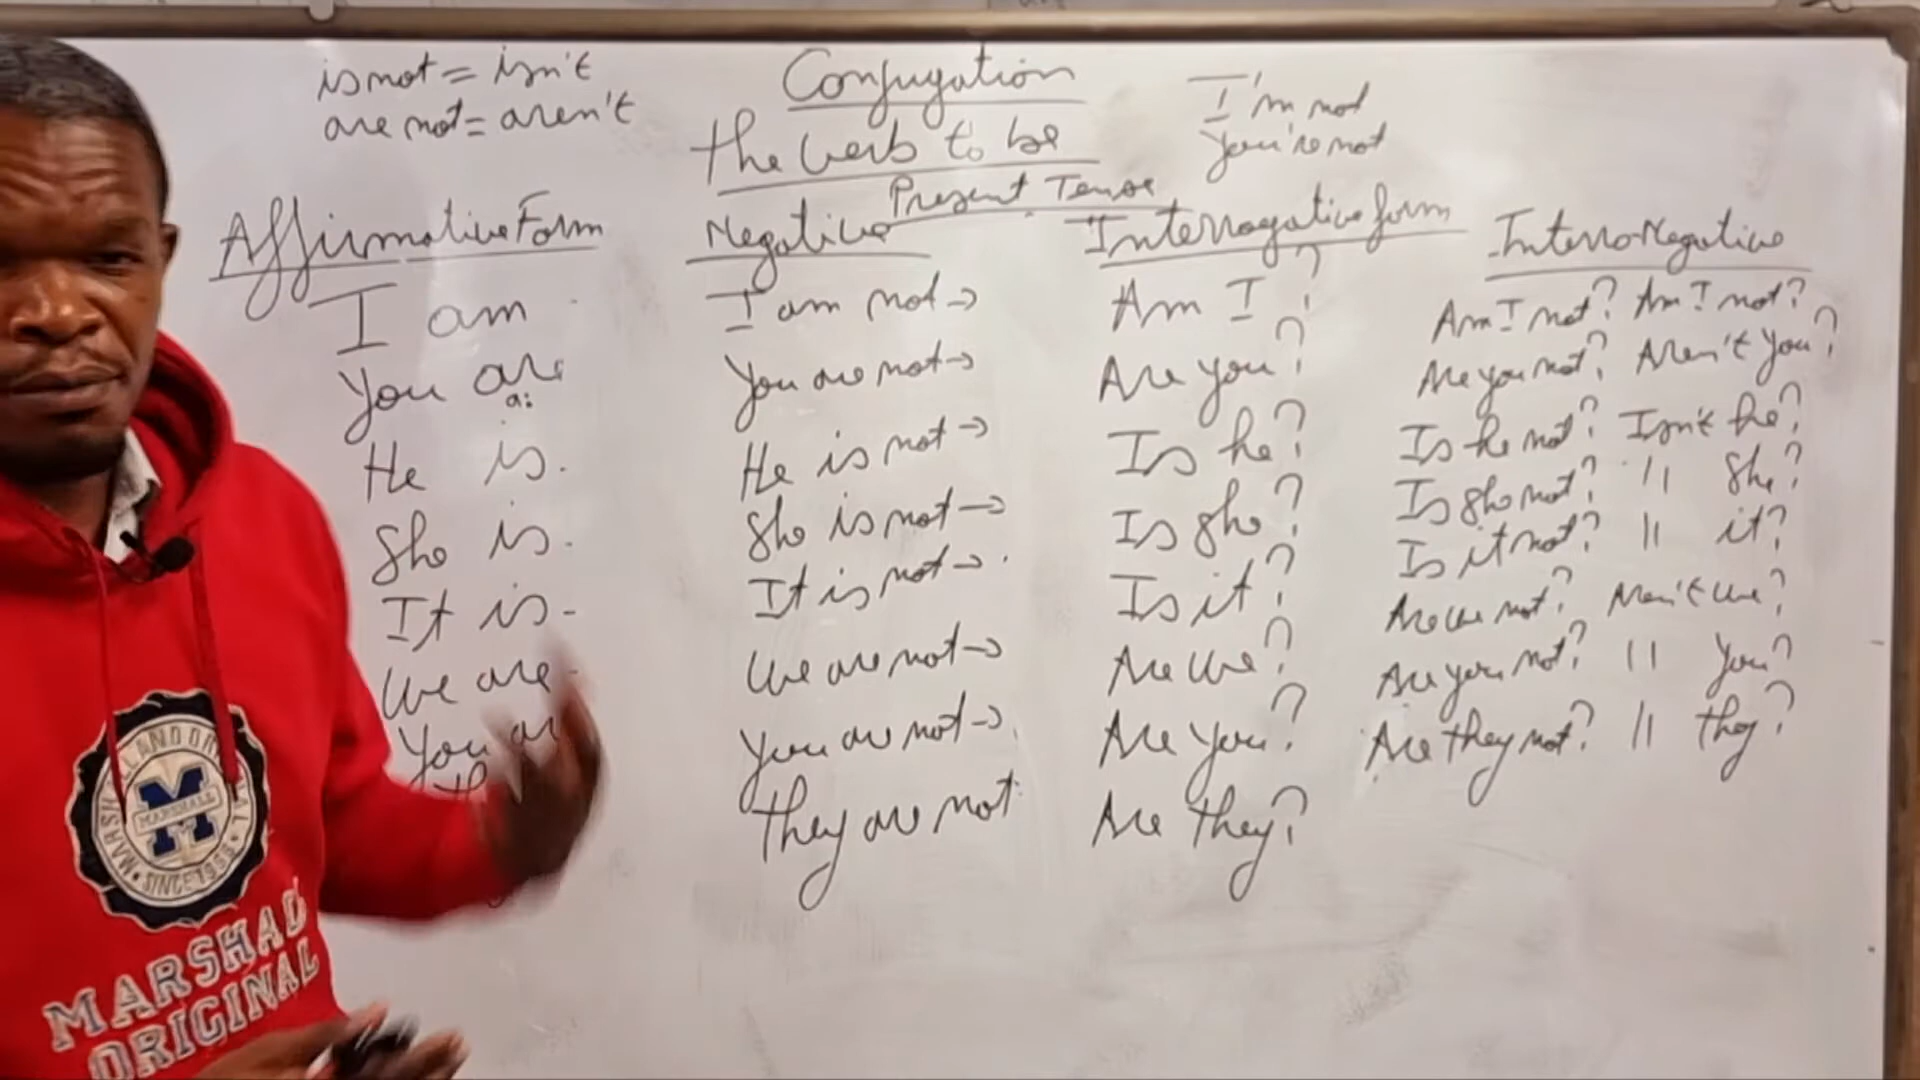 is not = isn't
are not = aren't
Conjugation
the verb to be
Present Tense
I'm not
you're not
Affirmative Form
I am
you are
a:
He is.
She is.
It is-
We are-
You are
Negative
I am not →
You are not →
He is not →
She is not →
It is not →
We are not →
You are not →
They are not
Interrogative form
Am I?
Are you?
Is he?
Is she?
Is it?
Are we?
Are you?
Are they?
Interro-Negative
Am I not? Am I not?
Are you not? Aren't you?
Is he not? Isn't he?
Is she not? " she?
Is it not? " it?
Are we not? Aren't we?
Are you not? " you?
Are they not? " they?
M
MARSHALL
SINCE 1988
MARSHAL
ORIGINAL